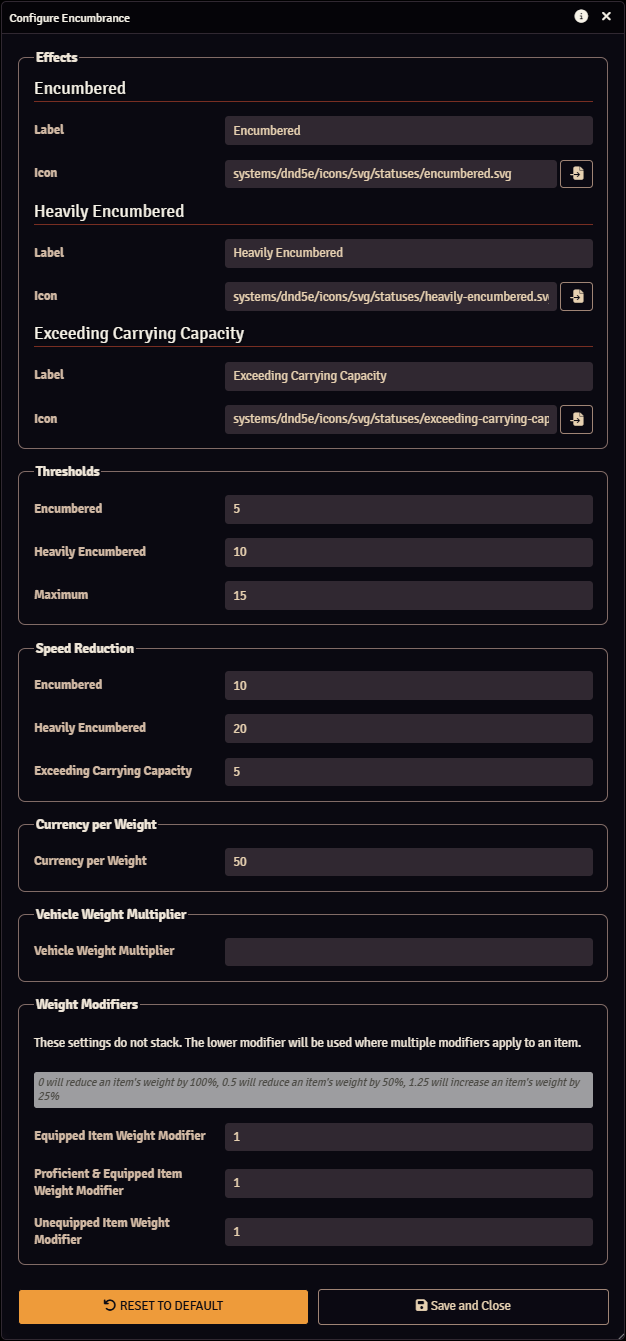 Configure Encumbrance
Effects
Encumbered
Label
Encumbered
Icon
systems/dnd5e/icons/svg/statuses/encumbered.svg
Heavily Encumbered
Label
Heavily Encumbered
Icon
systems/dnd5e/icons/svg/statuses/heavily-encumbered.sv
Exceeding Carrying Capacity
Label
Exceeding Carrying Capacity
Icon
systems/dnd5e/icons/svg/statuses/exceeding-carrying-cap
Thresholds
Encumbered
5
Heavily Encumbered
10
Maximum
15
Speed Reduction
Encumbered
10
Heavily Encumbered
20
Exceeding Carrying Capacity
5
Currency per Weight
Currency per Weight
50
Vehicle Weight Multiplier
Vehicle Weight Multiplier
Weight Modifiers
These settings do not stack. The lower modifier will be used where multiple modifiers apply to an item.
0 will reduce an item's weight by 100%, 0.5 will reduce an item's weight by 50%, 1.25 will increase an item's weight by
25%
Equipped Item Weight Modifier
1
Proficient & Equipped Item
Weight Modifier
1
Unequipped Item Weight
Modifier
1
RESET TO DEFAULT
Save and Close